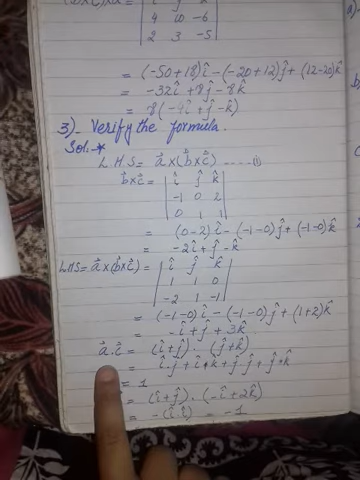 | î ĵ k̂ |
| 4 10 -6 |
| 2 3 -5 |
= (-50+18)î - (-20+12)ĵ + (12-20)k̂
= -32î + 8ĵ - 8k̂
= 8(-4î + ĵ - k̂)
3) Verify the formula.
Sol:-*
L.H.S = a⃗ x (b⃗ x c⃗) ---- (1)
b⃗ x c⃗ = | î ĵ k̂ |
| -1 0 2 |
| 0 1 1 |
= (0-2)î - (-1-0)ĵ + (-1-0)k̂
= -2î + ĵ - k̂
LHS = a⃗ x (b⃗ x c⃗) = | î ĵ k̂ |
| 1 1 0 |
| -2 1 -1 |
= (-1-0)î - (-1-0)ĵ + (1+2)k̂
= -î + ĵ + 3k̂
a⃗.c⃗ = (î+ĵ) . (ĵ+k̂)
= î.ĵ + î.k̂ + ĵ.ĵ + ĵ.k̂
= 1
= (î+ĵ) . (-î+2k̂)
= -(î.î) = -1